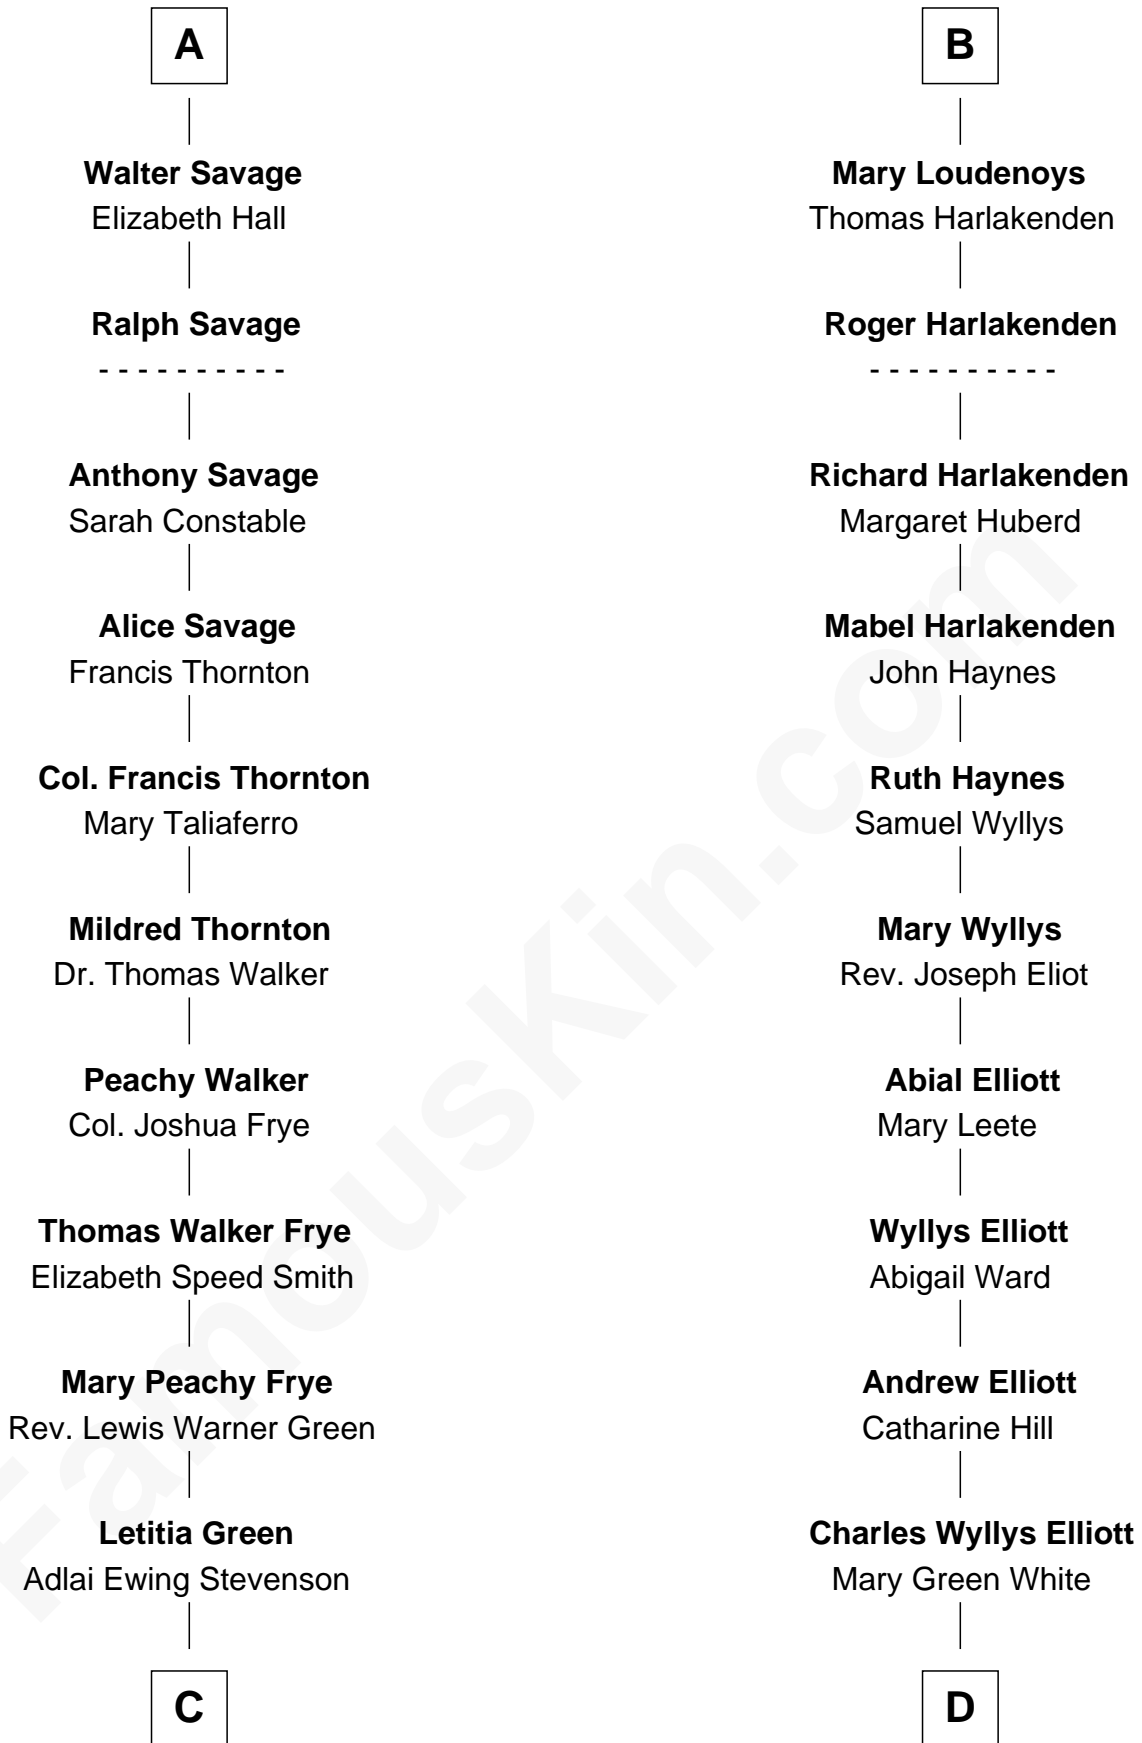 A
Walter Savage
Elizabeth Hall
Ralph Savage
- - - - - - - - - -
Anthony Savage
Sarah Constable
Alice Savage
Francis Thornton
Col. Francis Thornton
Mary Taliaferro
Mildred Thornton
Dr. Thomas Walker
Peachy Walker
Col. Joshua Frye
Thomas Walker Frye
Elizabeth Speed Smith
Mary Peachy Frye
Rev. Lewis Warner Green
Letitia Green
Adlai Ewing Stevenson
C
B
Mary Loudenoys
Thomas Harlakenden
Roger Harlakenden
- - - - - - - - - -
Richard Harlakenden
Margaret Huberd
Mabel Harlakenden
John Haynes
Ruth Haynes
Samuel Wyllys
Mary Wyllys
Rev. Joseph Eliot
Abial Elliott
Mary Leete
Wyllys Elliott
Abigail Ward
Andrew Elliott
Catharine Hill
Charles Wyllys Elliott
Mary Green White
D
FamousKin.com